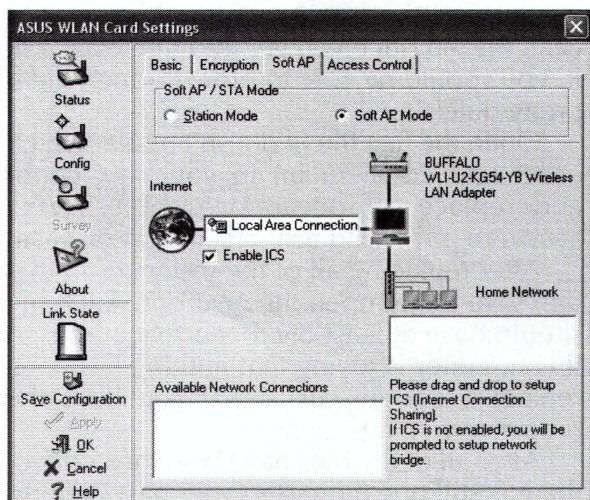 ASUS WLAN Card Settings
Status
Config
Survey
About
Link State
Save Configuration
Apply
OK
Cancel
? Help
Basic
Encryption
Soft AP
Access Control
Soft AP / STA Mode
Station Mode
Soft AP Mode
Internet
Local Area Connection
Enable ICS
BUFFALO
WLI-U2-KG54-YB Wireless
LAN Adapter
Home Network
Available Network Connections
Please drag and drop to setup
ICS (Internet Connection
Sharing).
If ICS is not enabled, you will be
prompted to setup network
bridge.